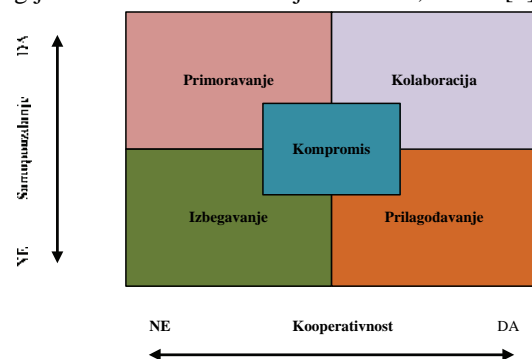 DA
Primoravanje
Kolaboracija
Kompromis
Izbegavanje
Prilagođavanje
NE
NE Kooperativnost DA